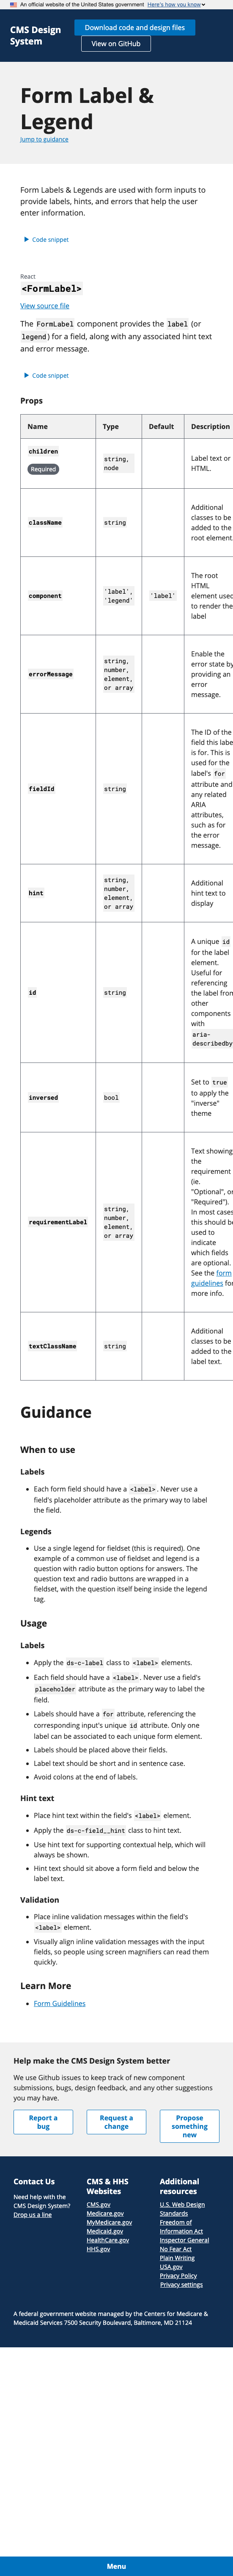 An official website of the United States government Here's how you know
CMS Design
System
Download code and design files
View on GitHub
Form Label &
Legend
Jump to guidance
Form Labels & Legends are used with form inputs to
provide labels, hints, and errors that help the user
enter information.
Code snippet
React
<FormLabel>
View source file
The FormLabel component provides the label (or
legend) for a field, along with any associated hint text
and error message.
Code snippet
Props
Name Type Default Description
children
Required
string,
node
Label text or
HTML.
className
string
Additional
classes to be
added to the
root element.
component
'label',
'legend'
'label'
The root
HTML
element used
to render the
label
errorMessage
string,
number,
element,
or array
Enable the
error state by
providing an
error
message.
fieldId
string
The ID of the
field this label
is for. This is
used for the
label's for
attribute and
any related
ARIA
attributes,
such as for
the error
message.
hint
string,
number,
element,
or array
Additional
hint text to
display
id
string
A unique id
for the label
element.
Useful for
referencing
the label from
other
components
with
aria-
describedby
inversed
bool
Set to true
to apply the
"inverse"
theme
requirementLabel
string,
number,
element,
or array
Text showing
the
requirement
(ie.
"Optional", or
"Required").
In most cases,
this should be
used to
indicate
which fields
are optional.
See the form
guidelines for
more info.
textClassName
string
Additional
classes to be
added to the
label text.
Guidance
When to use
Labels
Each form field should have a <label>. Never use a
field's placeholder attribute as the primary way to label
the field.
Legends
Use a single legend for fieldset (this is required). One
example of a common use of fieldset and legend is a
question with radio button options for answers. The
question text and radio buttons are wrapped in a
fieldset, with the question itself being inside the legend
tag.
Usage
Labels
Apply the ds-c-label class to <label> elements.
Each field should have a <label>. Never use a field's
placeholder attribute as the primary way to label the
field.
Labels should have a for attribute, referencing the
corresponding input's unique id attribute. Only one
label can be associated to each unique form element.
Labels should be placed above their fields.
Label text should be short and in sentence case.
Avoid colons at the end of labels.
Hint text
Place hint text within the field's <label> element.
Apply the ds-c-field__hint class to hint text.
Use hint text for supporting contextual help, which will
always be shown.
Hint text should sit above a form field and below the
label text.
Validation
Place inline validation messages within the field's
<label> element.
Visually align inline validation messages with the input
fields, so people using screen magnifiers can read them
quickly.
Learn More
Form Guidelines
Help make the CMS Design System better
We use Github issues to keep track of new component
submissions, bugs, design feedback, and any other suggestions
you may have.
Report a
bug
Request a
change
Propose
something
new
Contact Us
Need help with the
CMS Design System?
Drop us a line
CMS & HHS
Websites
CMS.gov
Medicare.gov
MyMedicare.gov
Medicaid.gov
HealthCare.gov
HHS.gov
Additional
resources
U.S. Web Design
Standards
Freedom of
Information Act
Inspector General
No Fear Act
Plain Writing
USA.gov
Privacy Policy
Privacy settings
A federal government website managed by the Centers for Medicare &
Medicaid Services 7500 Security Boulevard, Baltimore, MD 21124
Menu